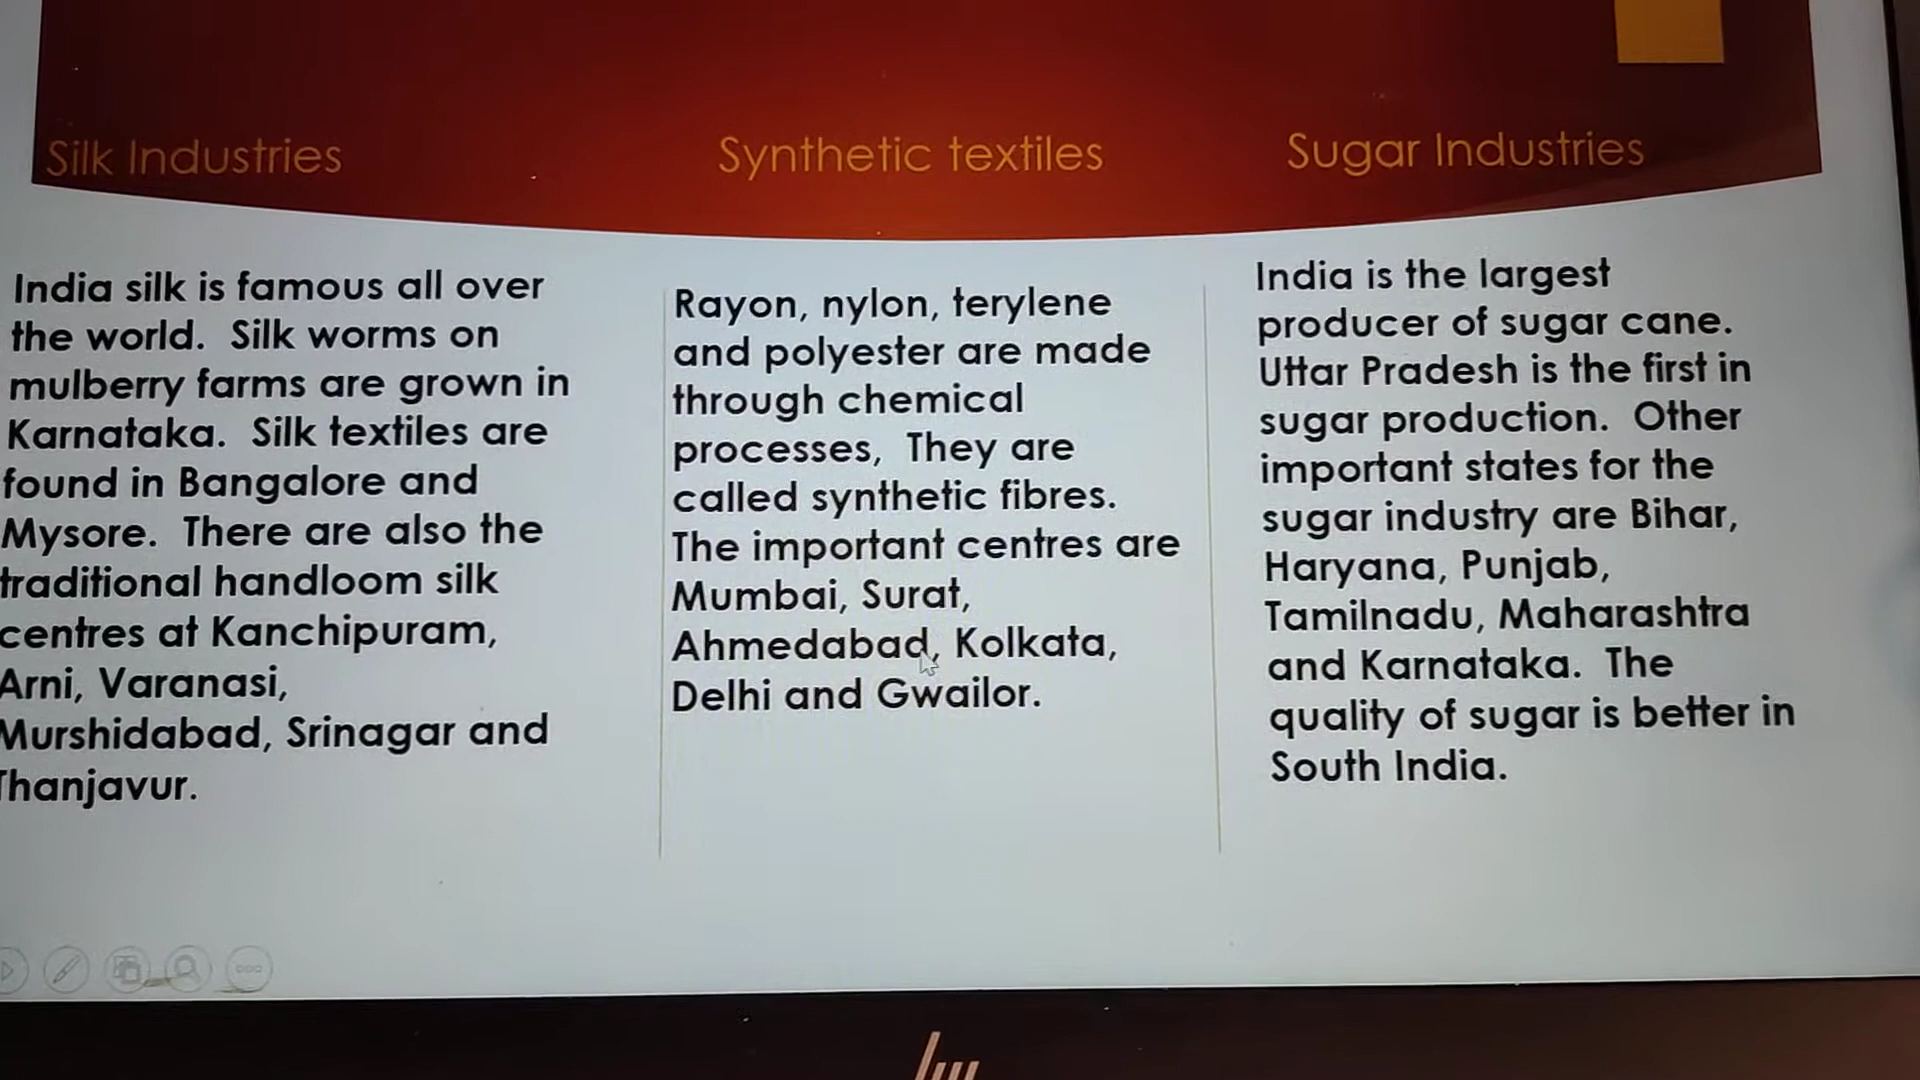 Silk Industries
India silk is famous all over
the world. Silk worms on
mulberry farms are grown in
Karnataka. Silk textiles are
found in Bangalore and
Mysore. There are also the
traditional handloom silk
centres at Kanchipuram,
Arni, Varanasi,
Murshidabad, Srinagar and
Thanjavur.
Synthetic textiles
Rayon, nylon, terylene
and polyester are made
through chemical
processes, They are
called synthetic fibres.
The important centres are
Mumbai, Surat,
Ahmedabad, Kolkata,
Delhi and Gwailor.
Sugar Industries
India is the largest
producer of sugar cane.
Uttar Pradesh is the first in
sugar production. Other
important states for the
sugar industry are Bihar,
Haryana, Punjab,
Tamilnadu, Maharashtra
and Karnataka. The
quality of sugar is better in
South India.